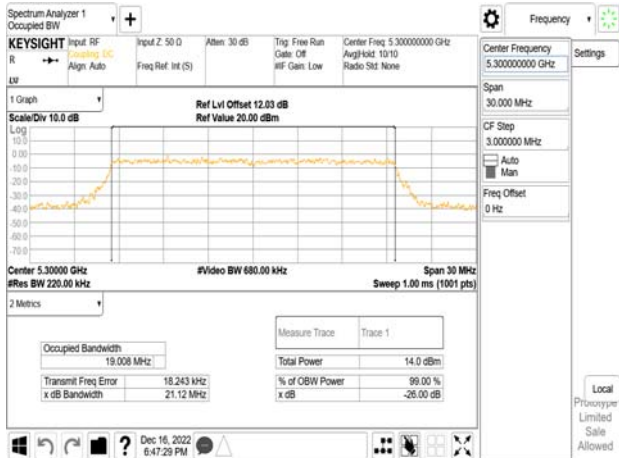 Spectrum Analyzer 1
Occupied BW
Frequency
KEYSIGHT
R
LXI
Input: RF
Coupling: DC
Align: Auto
Input Z: 50 Ω
Freq Ref: Int (S)
Atten: 30 dB
Trig: Free Run
Gate: Off
#IF Gain: Low
Center Freq: 5.300000000 GHz
Avg|Hold: 10/10
Radio Std: None
Center Frequency
5.300000000 GHz
Settings
Span
30.000 MHz
CF Step
3.000000 MHz
Auto
Man
Freq Offset
0 Hz
1 Graph
Scale/Div 10.0 dB
Ref Lvl Offset 12.03 dB
Ref Value 20.00 dBm
Log
10.0
0.00
-10.0
-20.0
-30.0
-40.0
-50.0
-60.0
-70.0
Center 5.30000 GHz
#Video BW 680.00 kHz
Span 30 MHz
#Res BW 220.00 kHz
Sweep 1.00 ms (1001 pts)
2 Metrics
Measure Trace
Trace 1
Occupied Bandwidth
19.008 MHz
Total Power
14.0 dBm
Transmit Freq Error
18.243 kHz
% of OBW Power
99.00 %
x dB Bandwidth
21.12 MHz
x dB
-26.00 dB
Local
Prototype
Limited
Sale
Allowed
?
Dec 16, 2022
6:47:29 PM